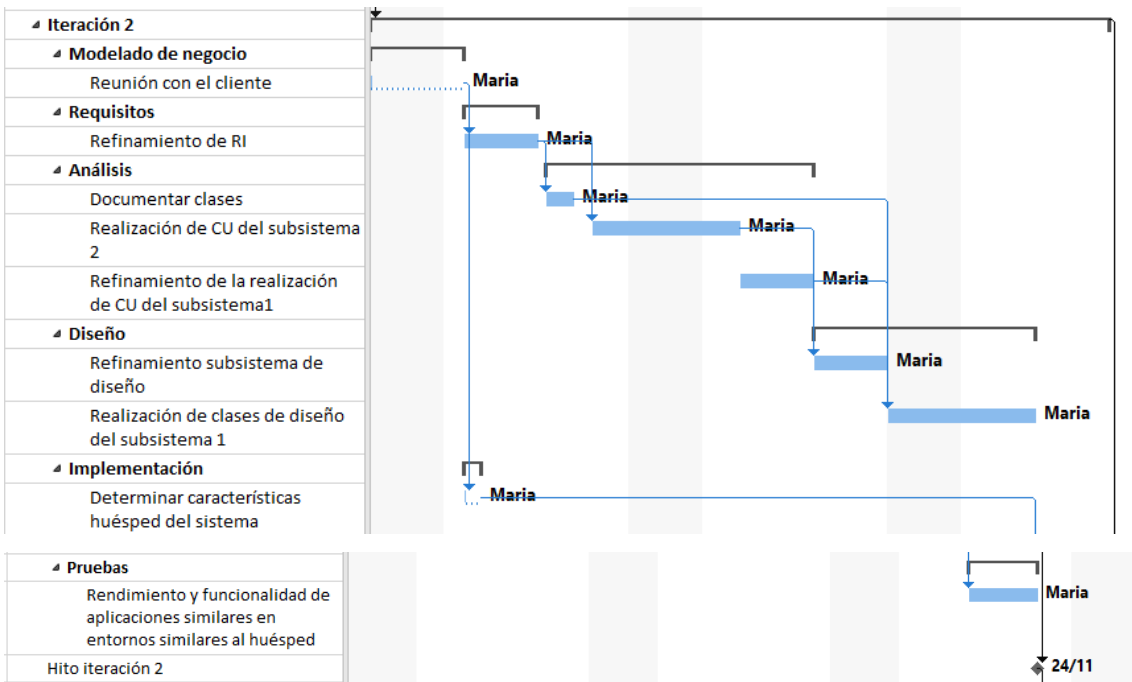 Iteración 2
Modelado de negocio
Reunión con el cliente
Maria
Requisitos
Refinamiento de RI
Maria
Análisis
Documentar clases
Maria
Realización de CU del subsistema
2
Maria
Refinamiento de la realización
de CU del subsistema1
Maria
Diseño
Refinamiento subsistema de
diseño
Maria
Realización de clases de diseño
del subsistema 1
Maria
Implementación
Determinar características
huésped del sistema
Maria
Pruebas
Rendimiento y funcionalidad de
aplicaciones similares en
entornos similares al huésped
Maria
Hito iteración 2
24/11